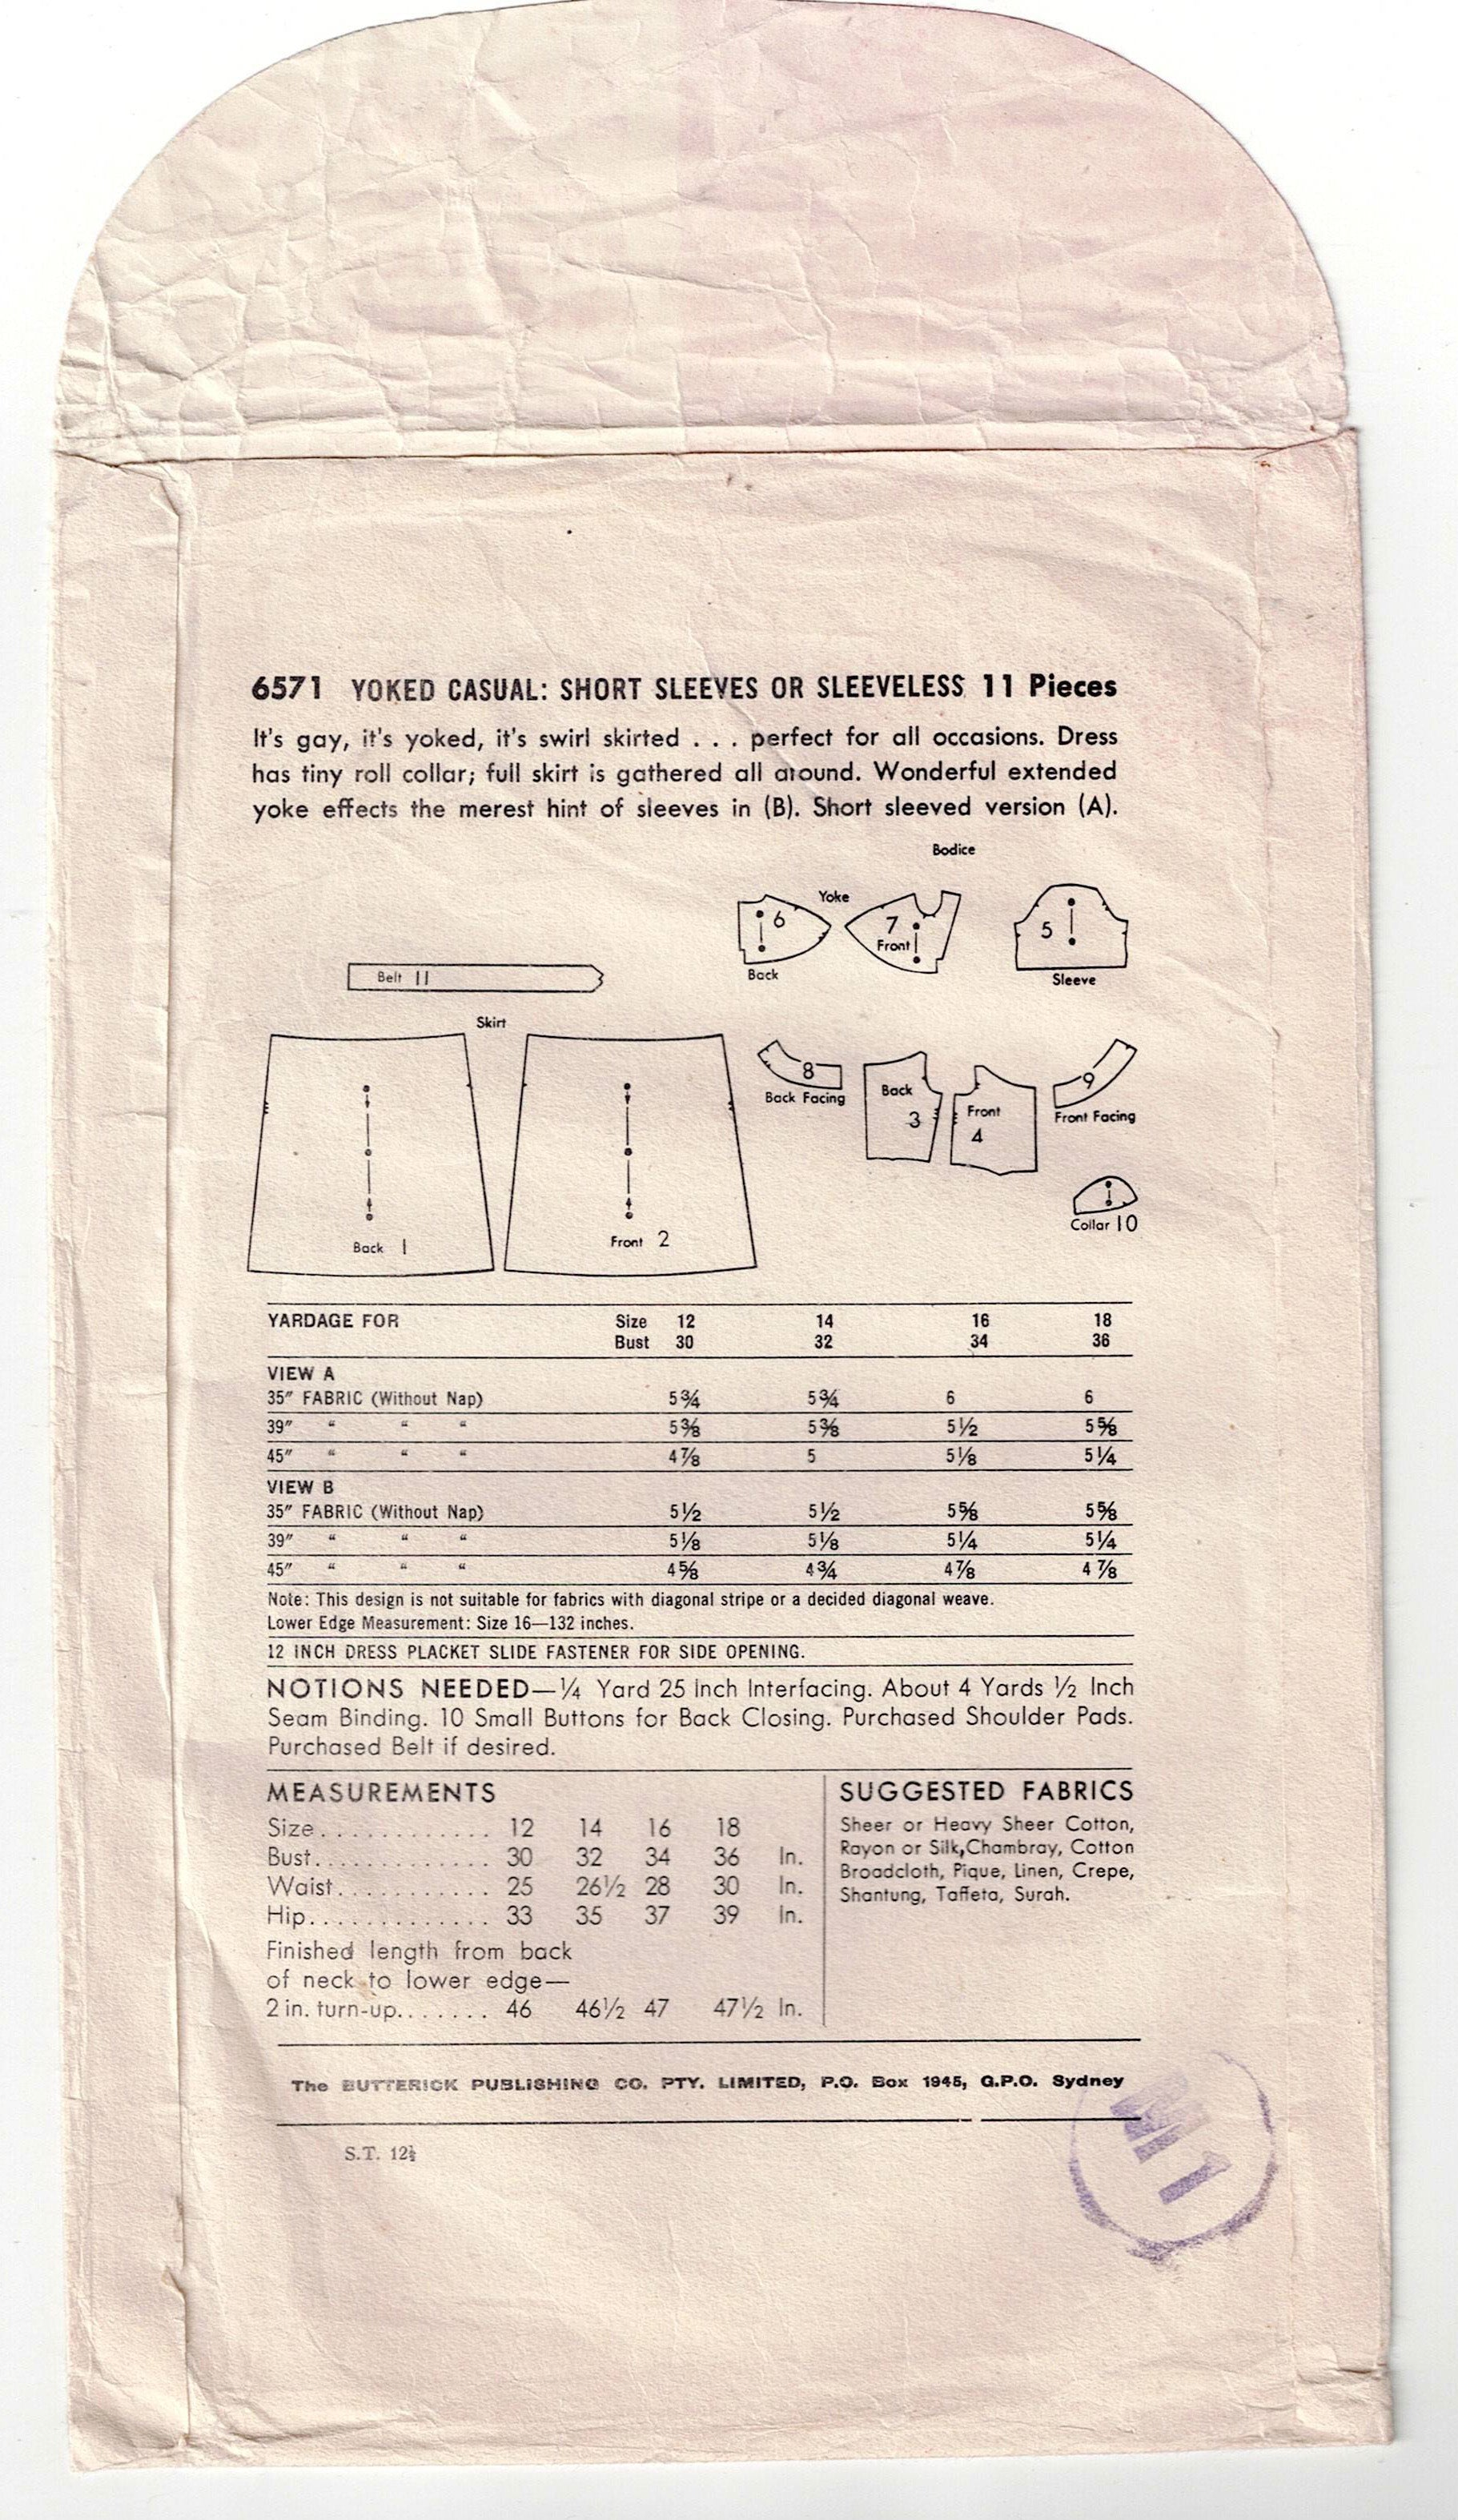 6571 YOKED CASUAL: SHORT SLEEVES OR SLEEVELESS 11 Pieces
It's gay, it's yoked, it's swirl skirted . . . perfect for all occasions. Dress
has tiny roll collar; full skirt is gathered all around. Wonderful extended
yoke effects the merest hint of sleeves in (B). Short sleeved version (A).
Bodice
Yoke
6
Back
7
Front
5
Sleeve
Belt 11
Skirt
Back 1
Front 2
8
Back Facing
Back
3
Front
4
9
Front Facing
Collar 10
YARDAGE FOR Size 12 14 16 18
Bust 30 32 34 36
VIEW A
35″ FABRIC (Without Nap) 5¾ 5¾ 6 6
39″ “ “ “ 5⅜ 5⅜ 5½ 5⅝
45″ “ “ “ 4⅞ 5 5⅛ 5¼
VIEW B
35″ FABRIC (Without Nap) 5½ 5½ 5⅝ 5⅝
39″ “ “ “ 5⅛ 5⅛ 5¼ 5¼
45″ “ “ “ 4⅝ 4¾ 4⅞ 4⅞
Note: This design is not suitable for fabrics with diagonal stripe or a decided diagonal weave.
Lower Edge Measurement: Size 16—132 inches.
12 INCH DRESS PLACKET SLIDE FASTENER FOR SIDE OPENING.
NOTIONS NEEDED—¼ Yard 25 Inch Interfacing. About 4 Yards ½ Inch
Seam Binding. 10 Small Buttons for Back Closing. Purchased Shoulder Pads.
Purchased Belt if desired.
MEASUREMENTS
Size............ 12 14 16 18
Bust............. 30 32 34 36 In.
Waist........... 25 26½ 28 30 In.
Hip............. 33 35 37 39 In.
Finished length from back
of neck to lower edge—
2 in. turn-up....... 46 46½ 47 47½ In.
SUGGESTED FABRICS
Sheer or Heavy Sheer Cotton,
Rayon or Silk,Chambray, Cotton
Broadcloth, Pique, Linen, Crepe,
Shantung, Taffeta, Surah.
The BUTTERICK PUBLISHING CO. PTY. LIMITED, P.O. Box 1945, G.P.O. Sydney
S.T. 12½